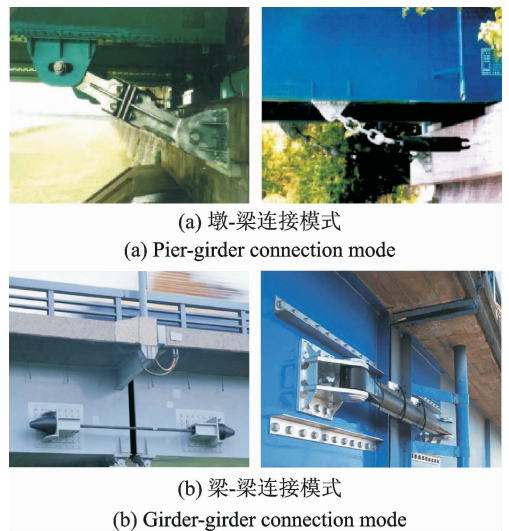 (a) 墩-梁连接模式
(a) Pier-girder connection mode
(b) 梁-梁连接模式
(b) Girder-girder connection mode